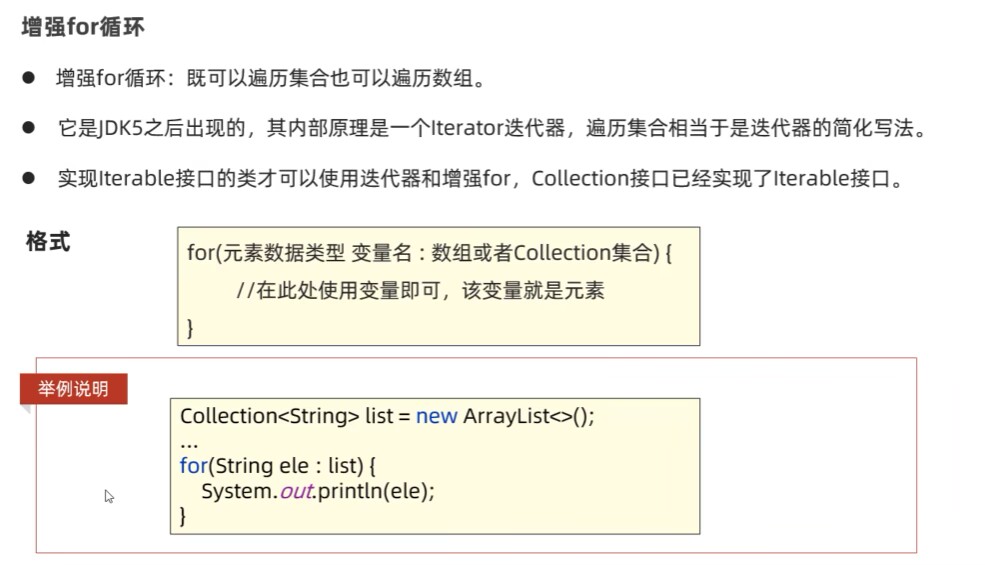 增强for循环
● 增强for循环：既可以遍历集合也可以遍历数组。
● 它是JDK5之后出现的，其内部原理是一个Iterator迭代器，遍历集合相当于是迭代器的简化写法。
● 实现Iterable接口的类才可以使用迭代器和增强for，Collection接口已经实现了Iterable接口。
格式
for(元素数据类型 变量名 : 数组或者Collection集合) {
//在此处使用变量即可，该变量就是元素
}
举例说明
Collection<String> list = new ArrayList<>();
...
for(String ele : list) {
System.out.println(ele);
}